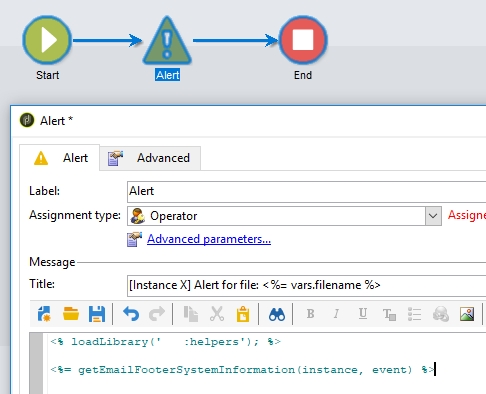 Start
Alert
End
Alert *
Alert
Advanced
Label:
Alert
Assignment type:
Operator
Assigne
Advanced parameters...
Message
Title:
[Instance X] Alert for file: <%= vars.filename %>
B I U
<% loadLibrary('   :helpers'); %>
<%= getEmailFooterSystemInformation(instance, event) %>